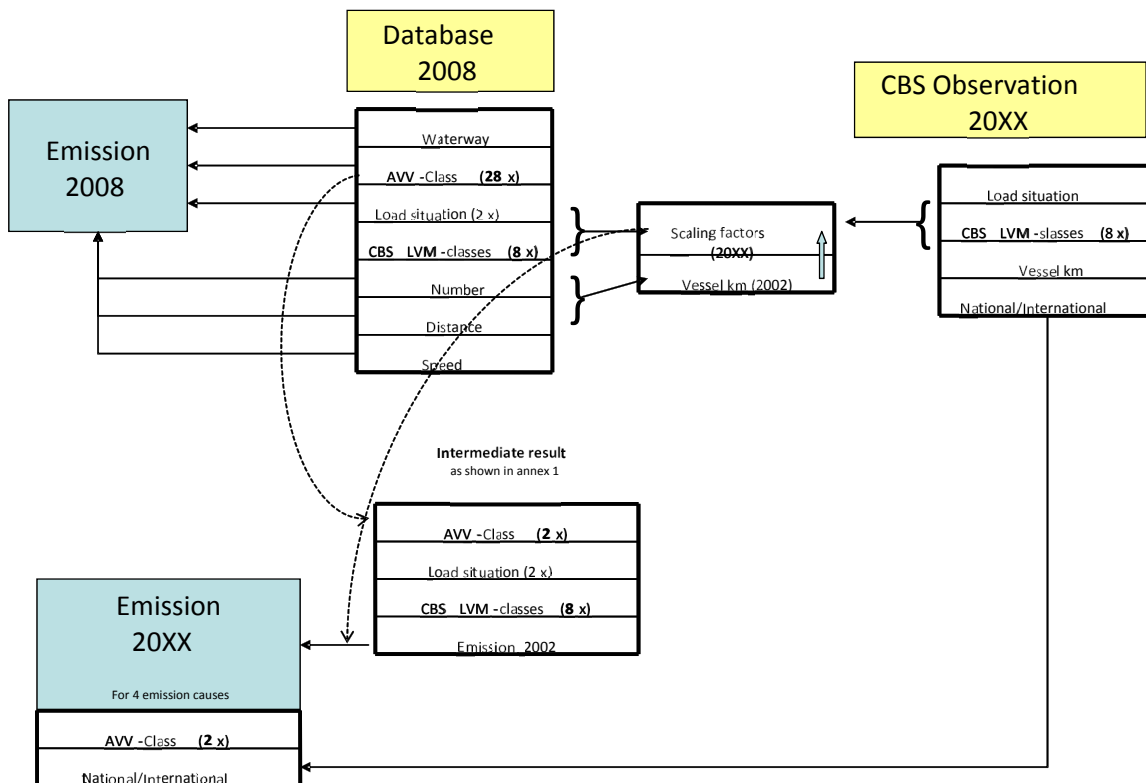 Database
2008
CBS Observation
20XX
Emission
2008
Waterway
AVV -Class (28 x)
Load situation (2 x)
CBS LVM -classes (8 x)
Number
Distance
Speed
Scaling factors
(20XX)
Vessel km (2002)
Load situation
CBS LVM -slasses (8 x)
Vessel km
National/International
Intermediate result
as shown in annex 1
AVV -Class (2 x)
Load situation (2 x)
CBS LVM -classes (8 x)
Emission 2002
Emission
20XX
For 4 emission causes
AVV -Class (2 x)
National/International